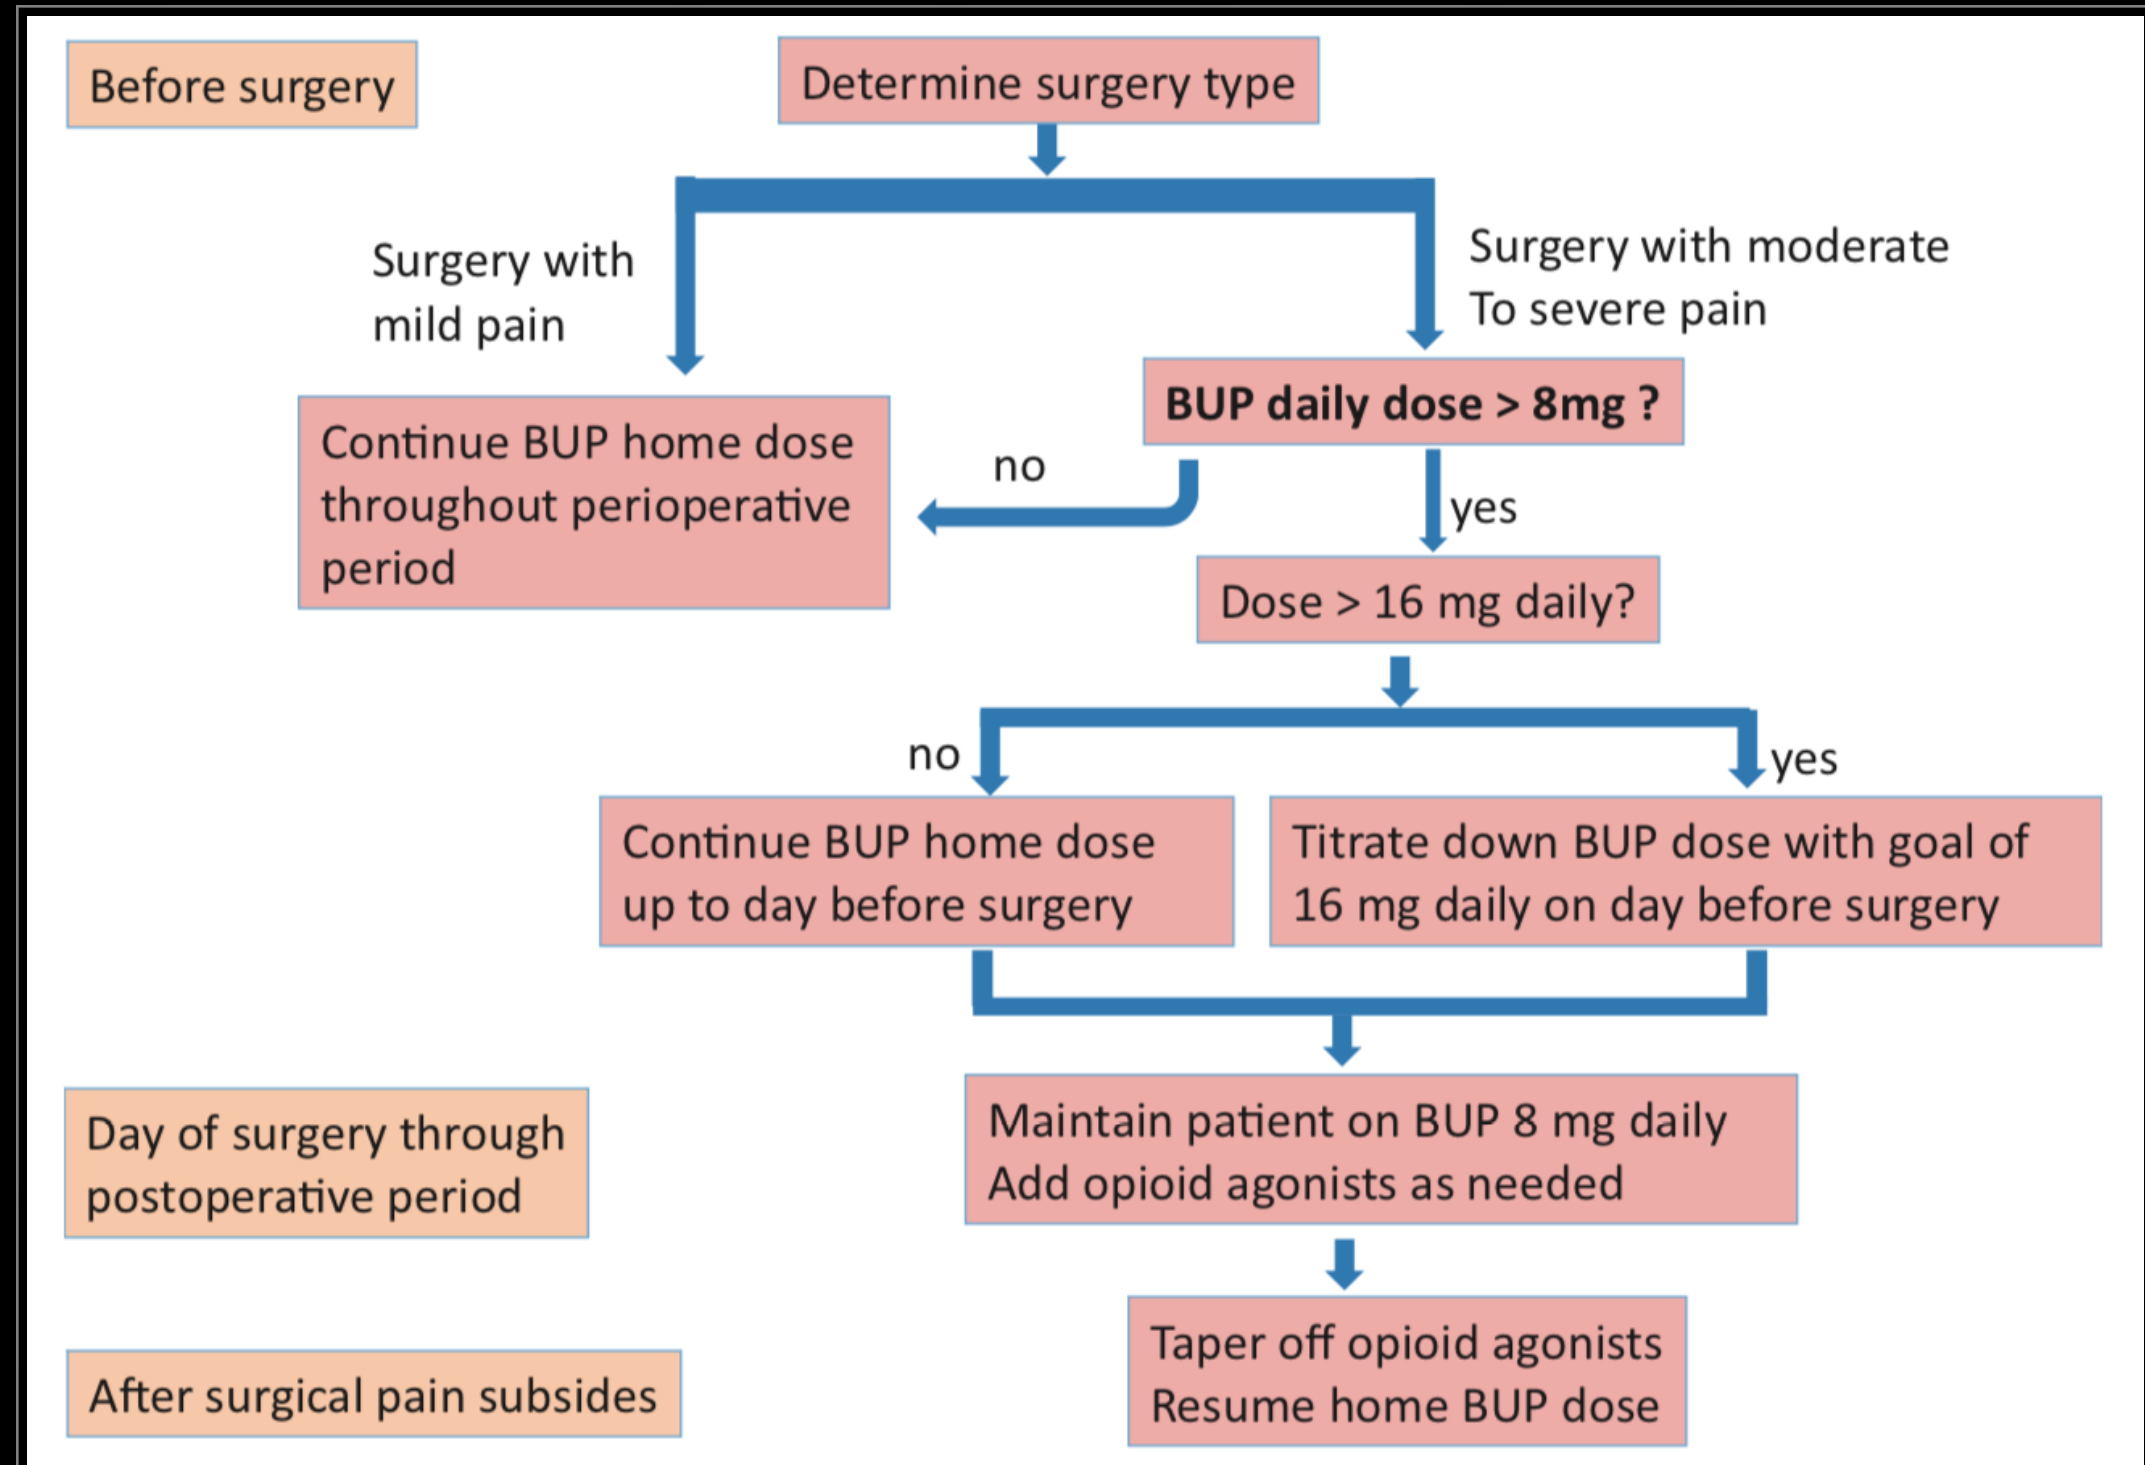 Before surgery
Determine surgery type
Surgery with
mild pain
Surgery with moderate
To severe pain
BUP daily dose > 8mg ?
Continue BUP home dose
throughout perioperative
period
no
yes
Dose > 16 mg daily?
no
yes
Continue BUP home dose
up to day before surgery
Titrate down BUP dose with goal of
16 mg daily on day before surgery
Day of surgery through
postoperative period
Maintain patient on BUP 8 mg daily
Add opioid agonists as needed
After surgical pain subsides
Taper off opioid agonists
Resume home BUP dose